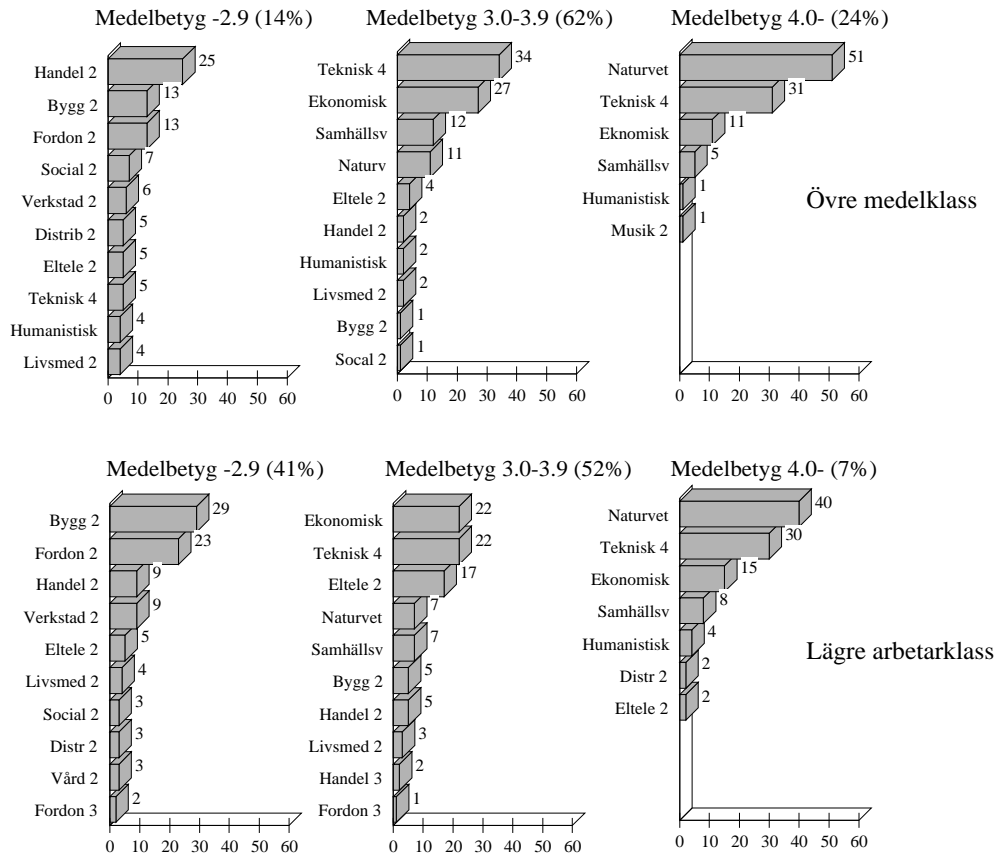 Medelbetyg -2.9 (14%)
Handel 2 25
Bygg 2 13
Fordon 2 13
Social 2 7
Verkstad 2 6
Distrib 2 5
Eltele 2 5
Teknisk 4 5
Humanistisk 4
Livsmed 2 4
0 10 20 30 40 50 60
Medelbetyg 3.0-3.9 (62%)
Teknisk 4 34
Ekonomisk 27
Samhällsv 12
Naturv 11
Eltele 2 4
Handel 2 2
Humanistisk 2
Livsmed 2 2
Bygg 2 1
Socal 2 1
0 10 20 30 40 50 60
Medelbetyg 4.0- (24%)
Naturvet 51
Teknisk 4 31
Eknomisk 11
Samhällsv 5
Humanistisk 1
Musik 2 1
0 10 20 30 40 50 60
Övre medelklass
Medelbetyg -2.9 (41%)
Bygg 2 29
Fordon 2 23
Handel 2 9
Verkstad 2 9
Eltele 2 5
Livsmed 2 4
Social 2 3
Distr 2 3
Vård 2 3
Fordon 3 2
0 10 20 30 40 50 60
Medelbetyg 3.0-3.9 (52%)
Ekonomisk 22
Teknisk 4 22
Eltele 2 17
Naturvet 7
Samhällsv 7
Bygg 2 5
Handel 2 5
Livsmed 2 3
Handel 3 2
Fordon 3 1
0 10 20 30 40 50 60
Medelbetyg 4.0- (7%)
Naturvet 40
Teknisk 4 30
Ekonomisk 15
Samhällsv 8
Humanistisk 4
Distr 2 2
Eltele 2 2
0 10 20 30 40 50 60
Lägre arbetarklass